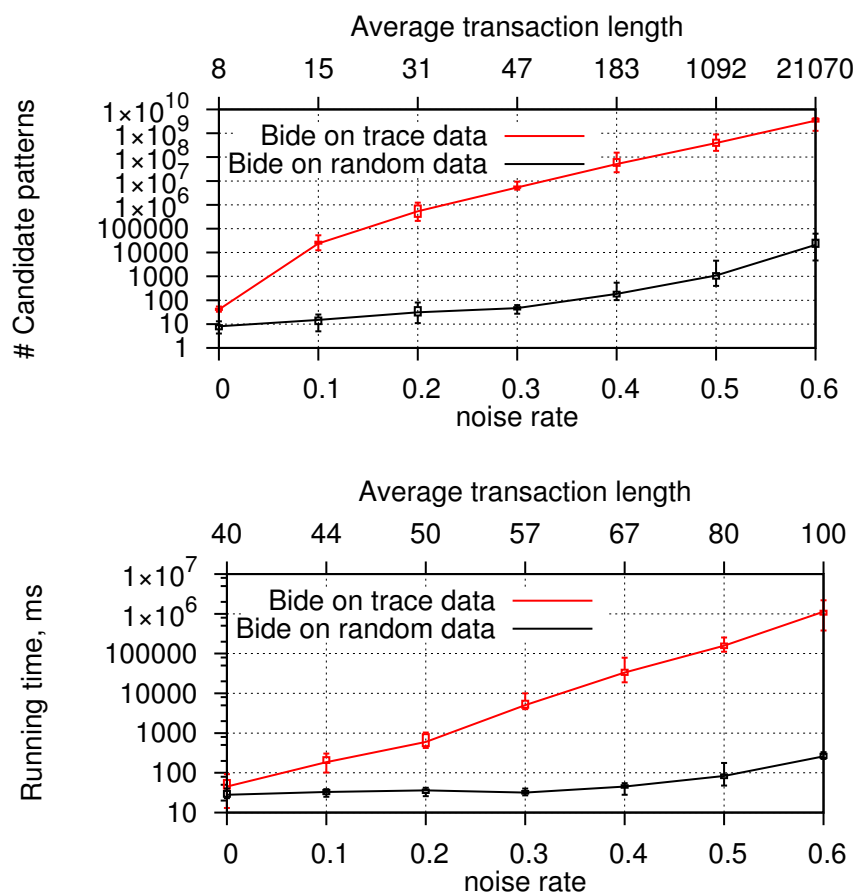 Average transaction length
8 15 31 47 183 1092 21070
1×10^10
1×10^9
1×10^8
1×10^7
1×10^6
100000
10000
1000
100
10
1
# Candidate patterns
Bide on trace data
Bide on random data
0 0.1 0.2 0.3 0.4 0.5 0.6
noise rate
Average transaction length
40 44 50 57 67 80 100
1×10^7
1×10^6
100000
10000
1000
100
10
Running time, ms
Bide on trace data
Bide on random data
0 0.1 0.2 0.3 0.4 0.5 0.6
noise rate